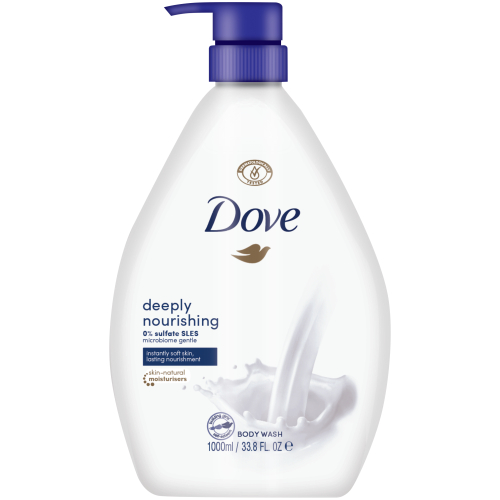 TESTED
Dove
deeply
nourishing
0% sulfate SLES
microbiome gentle
instantly soft skin,
lasting nourishment
skin-natural
moisturisers
BODY WASH
1000ml / 33.8 FL. OZ e